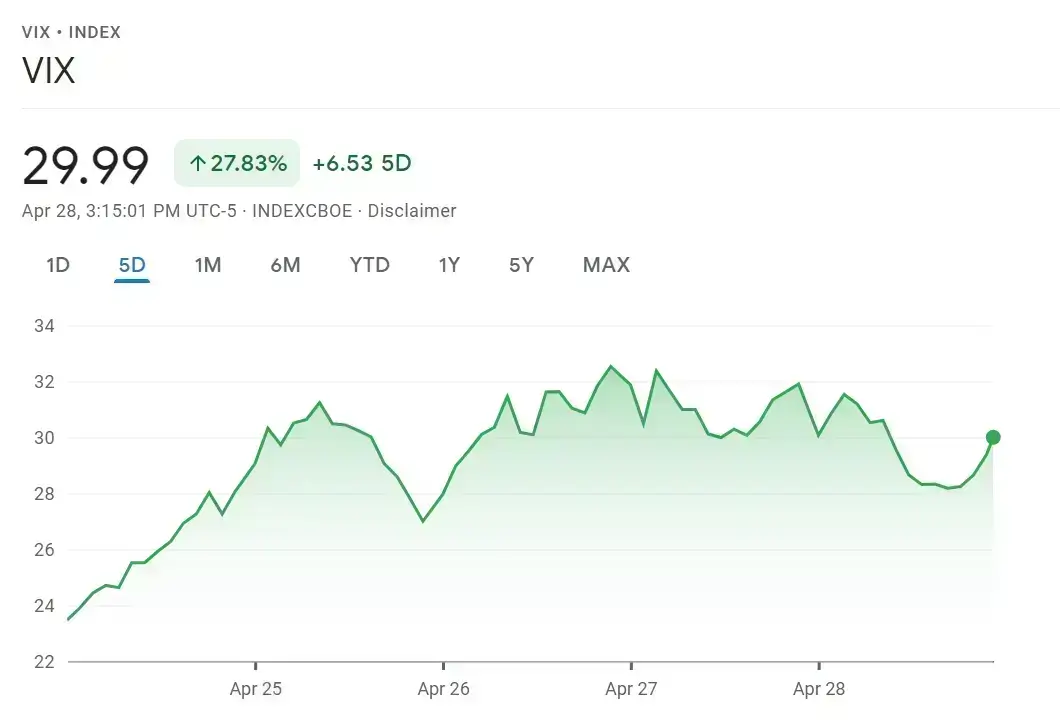 VIX • INDEX
VIX
29.99 ↑27.83% +6.53 5D
Apr 28, 3:15:01 PM UTC-5 · INDEXCBOE · Disclaimer
1D 5D 1M 6M YTD 1Y 5Y MAX
34
32
30
28
26
24
22
Apr 25 Apr 26 Apr 27 Apr 28